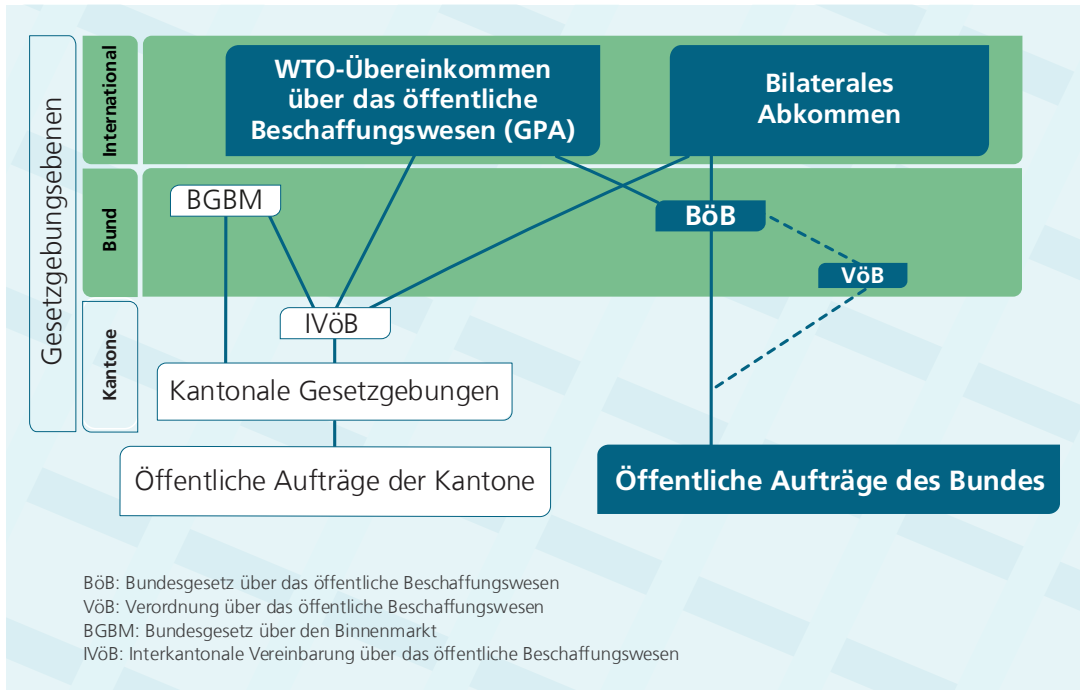 Gesetzgebungsebenen
International
WTO-Übereinkommen
über das öffentliche
Beschaffungswesen (GPA)
Bilaterales
Abkommen
Bund
BGBM
BöB
VöB
Kantone
IVöB
Kantonale Gesetzgebungen
Öffentliche Aufträge der Kantone
Öffentliche Aufträge des Bundes
BöB: Bundesgesetz über das öffentliche Beschaffungswesen
VöB: Verordnung über das öffentliche Beschaffungswesen
BGBM: Bundesgesetz über den Binnenmarkt
IVöB: Interkantonale Vereinbarung über das öffentliche Beschaffungswesen